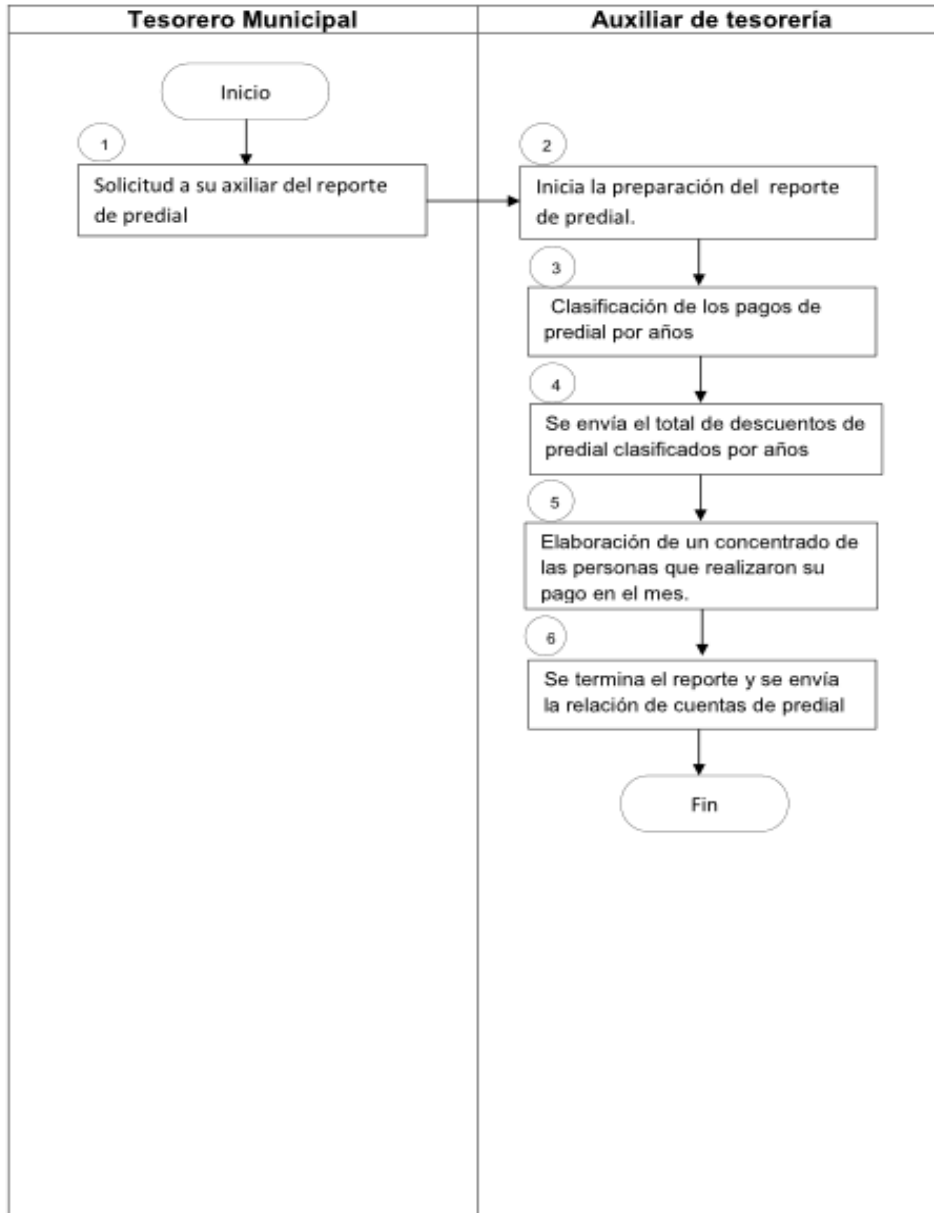 Tesorero Municipal
Auxiliar de tesorería
Inicio
1
Solicitud a su axiliar del reporte
de predial
2
Inicia la preparación del reporte
de predial.
3
Clasificación de los pagos de
predial por años
4
Se envía el total de descuentos de
predial clasificados por años
5
Elaboración de un concentrado de
las personas que realizaron su
pago en el mes.
6
Se termina el reporte y se envía
la relación de cuentas de predial
Fin